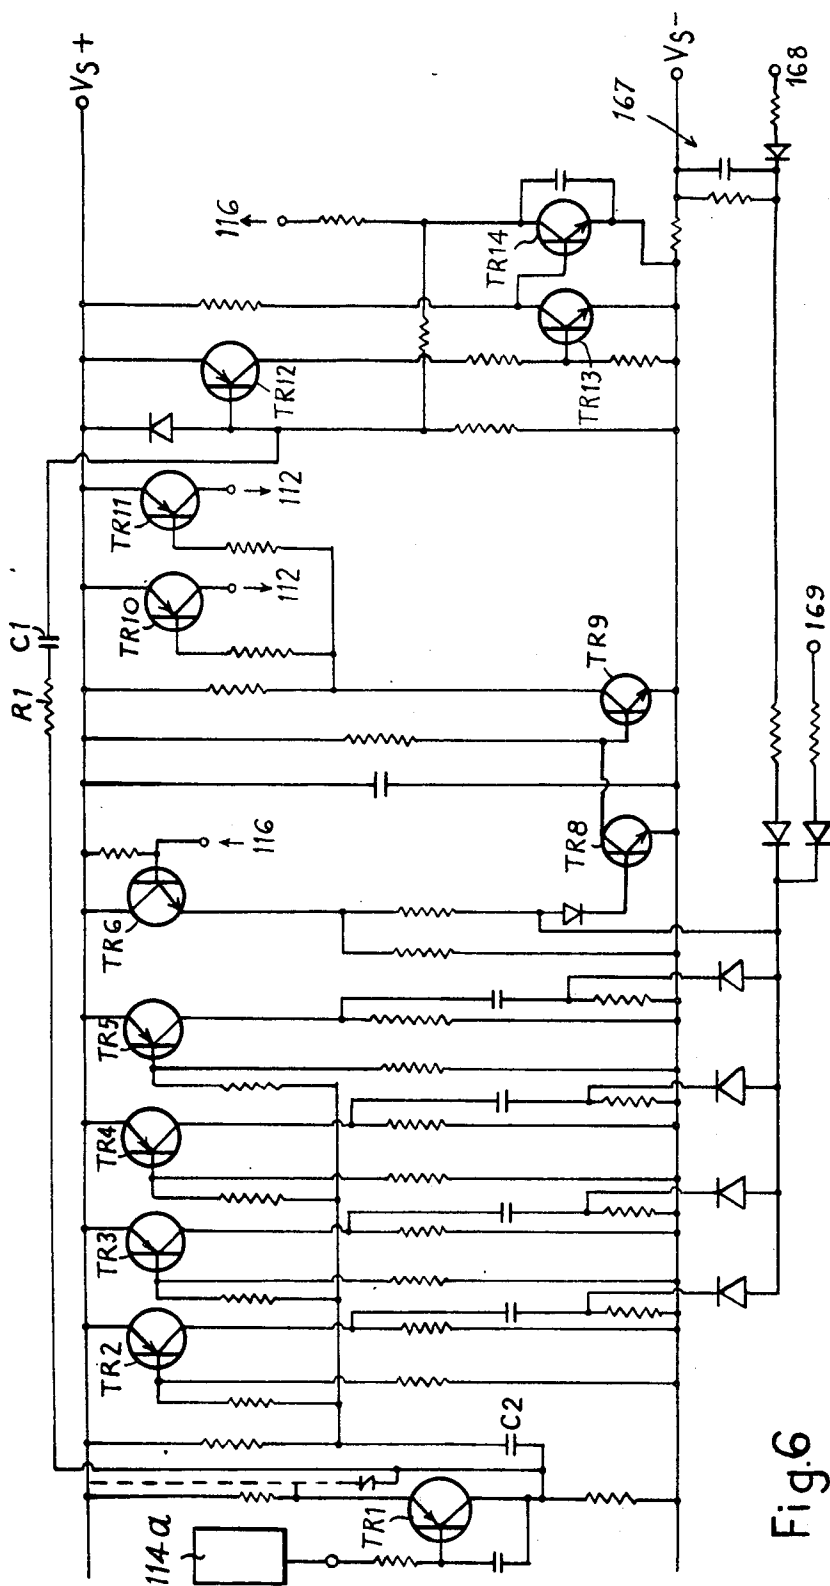 114a
TR1
C2
TR2
TR3
TR4
TR5
TR6
116
TR8
TR9
R1
C1
TR10
112
TR11
112
TR12
TR13
TR14
116
Vs+
Vs-
167
168
169
Fig.6